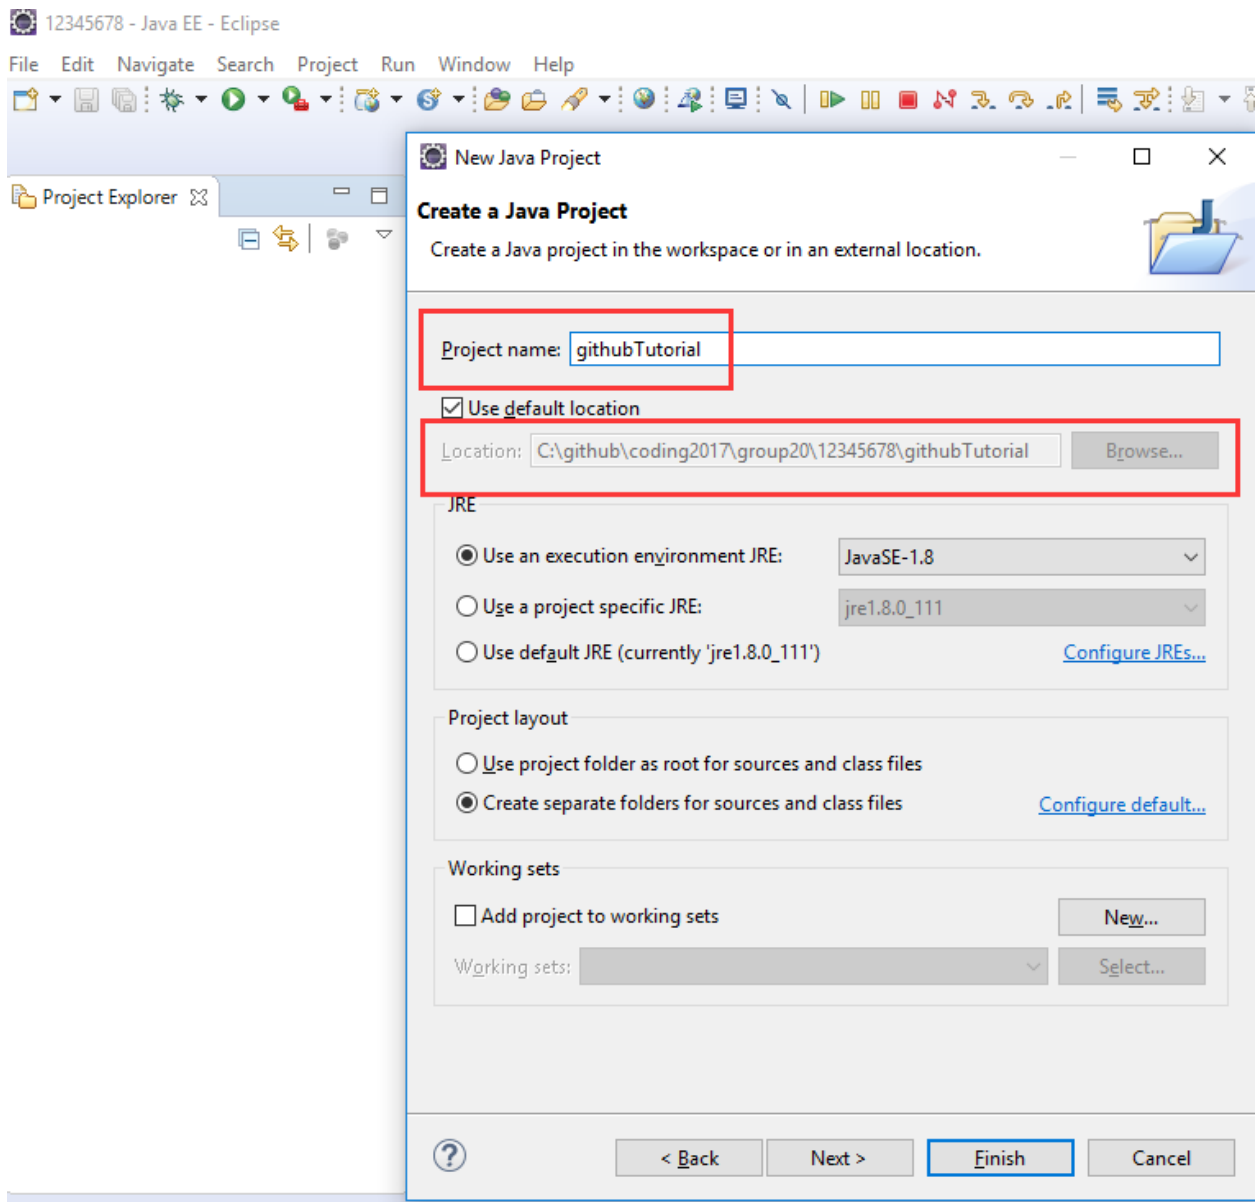 12345678 - Java EE - Eclipse
File Edit Navigate Search Project Run Window Help
New Java Project
Project Explorer
Create a Java Project
Create a Java project in the workspace or in an external location.
Project name: githubTutorial
Use default location
Location: C:\github\coding2017\group20\12345678\githubTutorial Browse...
JRE
Use an execution environment JRE: JavaSE-1.8
Use a project specific JRE: jre1.8.0_111
Use default JRE (currently 'jre1.8.0_111') Configure JREs...
Project layout
Use project folder as root for sources and class files
Create separate folders for sources and class files Configure default...
Working sets
Add project to working sets New...
Working sets: Select...
? < Back Next > Finish Cancel